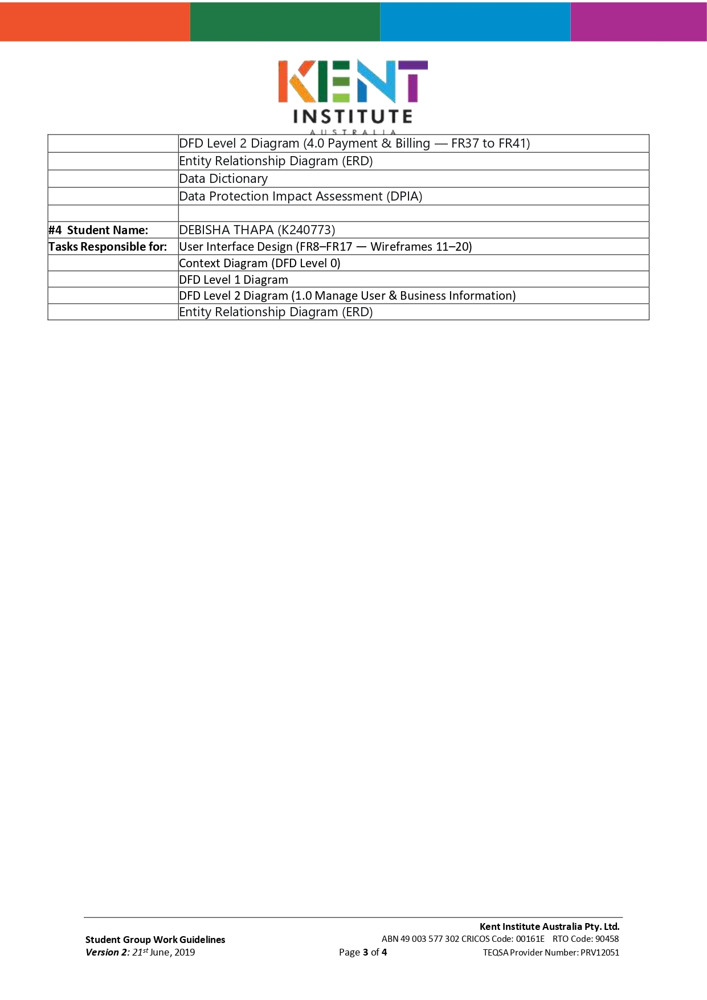 KENT
INSTITUTE
AUSTRALIA
DFD Level 2 Diagram (4.0 Payment & Billing — FR37 to FR41)
Entity Relationship Diagram (ERD)
Data Dictionary
Data Protection Impact Assessment (DPIA)
#4 Student Name: DEBISHA THAPA (K240773)
Tasks Responsible for: User Interface Design (FR8–FR17 — Wireframes 11–20)
Context Diagram (DFD Level 0)
DFD Level 1 Diagram
DFD Level 2 Diagram (1.0 Manage User & Business Information)
Entity Relationship Diagram (ERD)
Kent Institute Australia Pty. Ltd.
Student Group Work Guidelines ABN 49 003 577 302 CRICOS Code: 00161E RTO Code: 90458
Version 2: 21st June, 2019 Page 3 of 4 TEQSA Provider Number: PRV12051